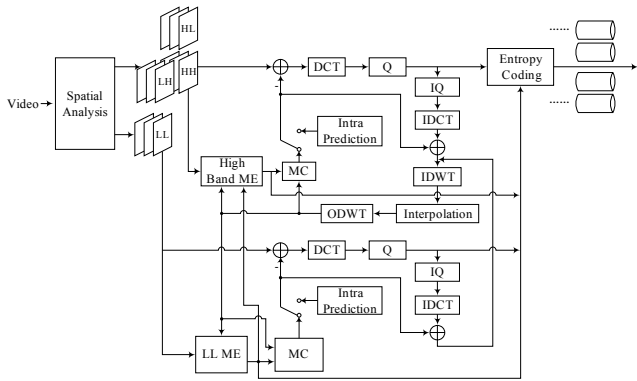 HL
HH
LH
Video
Spatial
Analysis
LL
-
DCT
Q
Entropy
Coding
......
......
......
......
IQ
IDCT
Intra
Prediction
High
Band ME
MC
IDWT
ODWT
Interpolation
-
DCT
Q
IQ
IDCT
Intra
Prediction
LL ME
MC